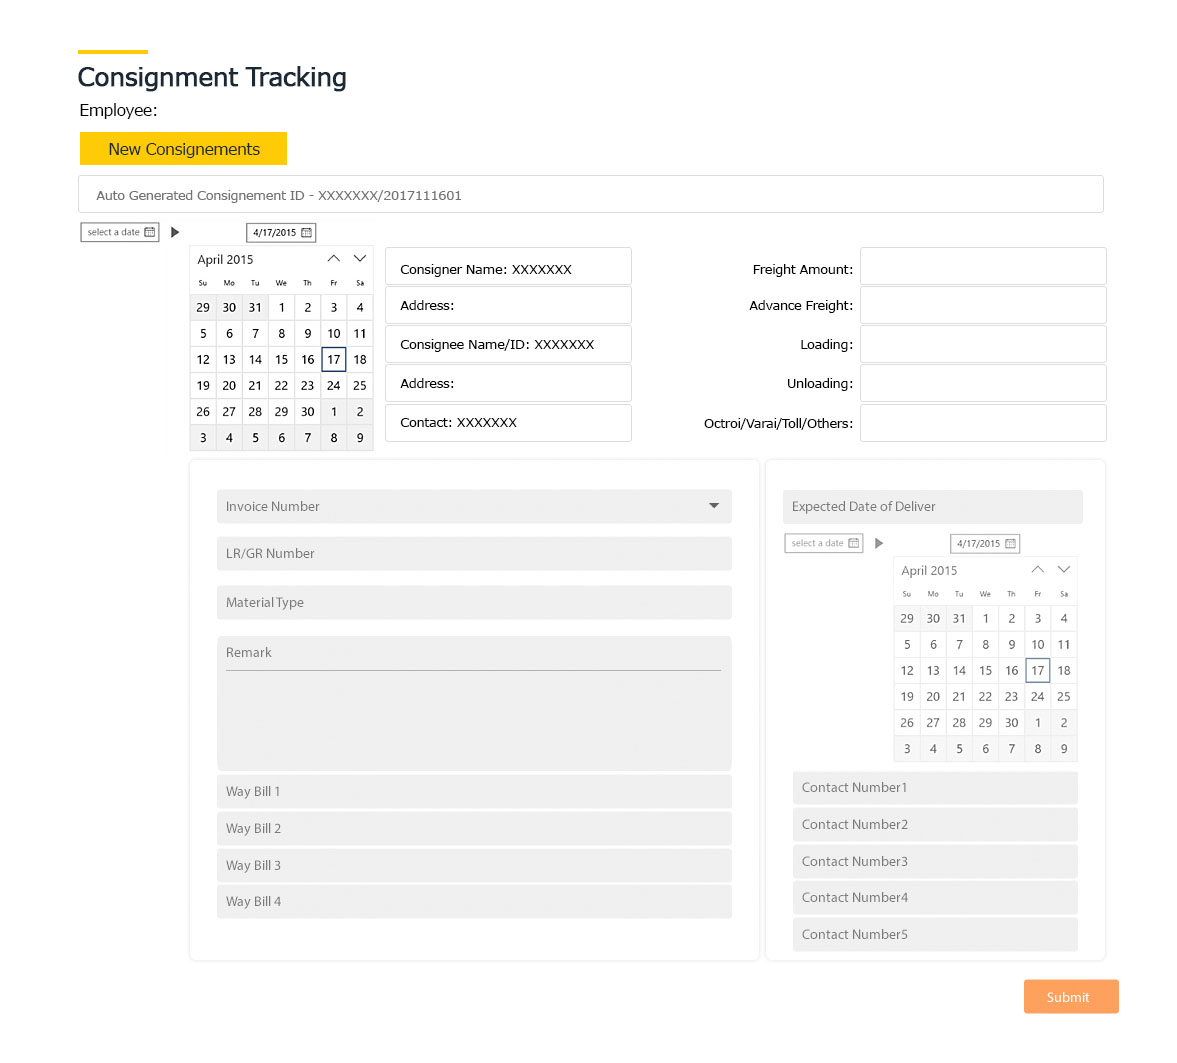 Consignment Tracking
Employee:
New Consignements
Auto Generated Consignement ID - XXXXXXX/2017111601
select a date
4/17/2015
April 2015
Su Mo Tu We Th Fr Sa
29 30 31 1 2 3 4
5 6 7 8 9 10 11
12 13 14 15 16 17 18
19 20 21 22 23 24 25
26 27 28 29 30 1 2
3 4 5 6 7 8 9
Consigner Name: XXXXXXX
Address:
Consignee Name/ID: XXXXXXX
Address:
Contact: XXXXXXX
Freight Amount:
Advance Freight:
Loading:
Unloading:
Octroi/Varai/Toll/Others:
Invoice Number
LR/GR Number
Material Type
Remark
Way Bill 1
Way Bill 2
Way Bill 3
Way Bill 4
Expected Date of Deliver
select a date
4/17/2015
April 2015
Su Mo Tu We Th Fr Sa
29 30 31 1 2 3 4
5 6 7 8 9 10 11
12 13 14 15 16 17 18
19 20 21 22 23 24 25
26 27 28 29 30 1 2
3 4 5 6 7 8 9
Contact Number1
Contact Number2
Contact Number3
Contact Number4
Contact Number5
Submit